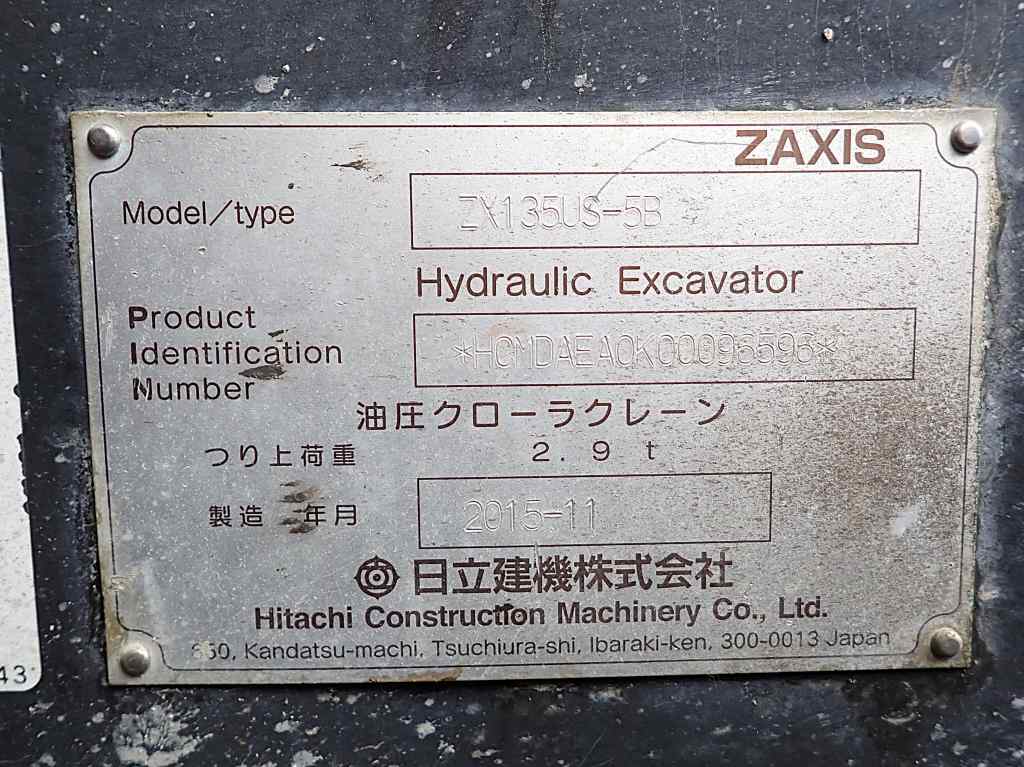 ZAXIS
Model/type ZX135US-5B
Hydraulic Excavator
Product
Identification *HCMDAEA0K00096596*
Number
油圧クローラクレーン
つり上荷重 2.9 t
製造 年月 2015-11
日立建機株式会社
Hitachi Construction Machinery Co., Ltd.
650, Kandatsu-machi, Tsuchiura-shi, Ibaraki-ken, 300-0013 Japan
43